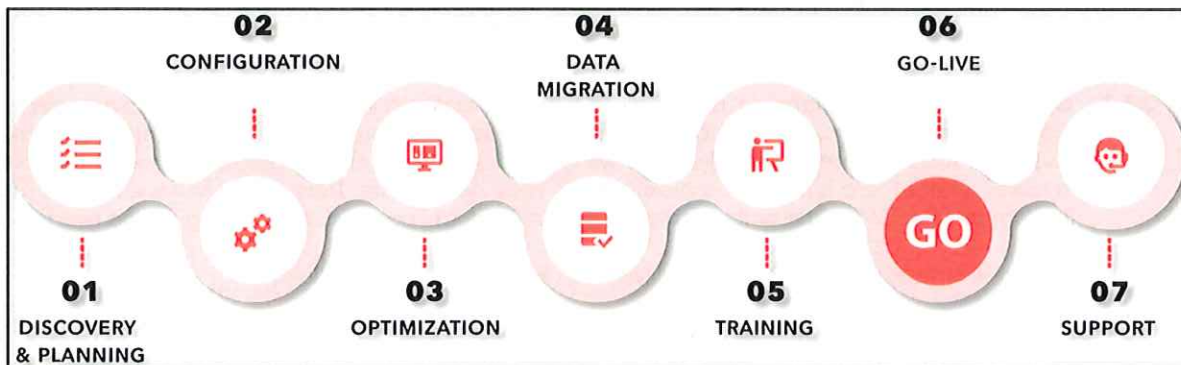 01
DISCOVERY
& PLANNING
02
CONFIGURATION
03
OPTIMIZATION
04
DATA
MIGRATION
05
TRAINING
06
GO-LIVE
GO
07
SUPPORT